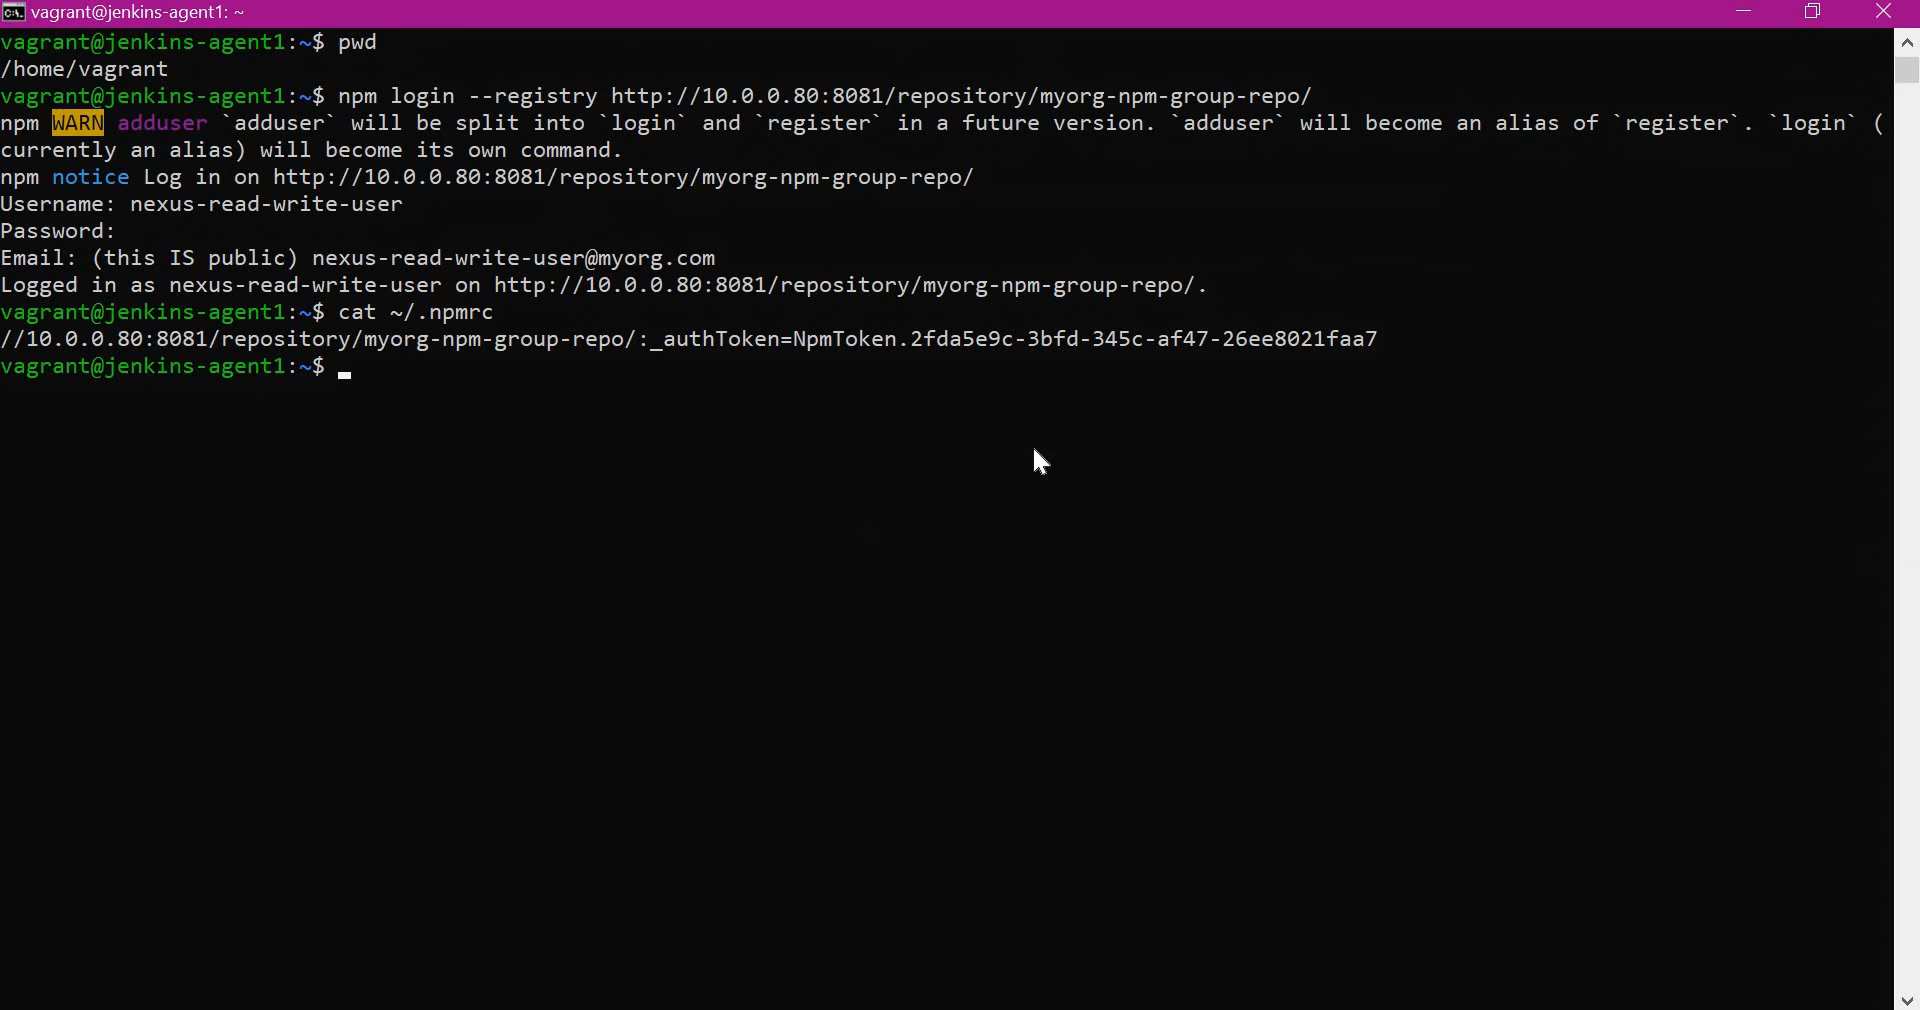 vagrant@jenkins-agent1: ~
vagrant@jenkins-agent1:~$ pwd
/home/vagrant
vagrant@jenkins-agent1:~$ npm login --registry http://10.0.0.80:8081/repository/myorg-npm-group-repo/
npm WARN adduser `adduser` will be split into `login` and `register` in a future version. `adduser` will become an alias of `register`. `login` (
currently an alias) will become its own command.
npm notice Log in on http://10.0.0.80:8081/repository/myorg-npm-group-repo/
Username: nexus-read-write-user
Password:
Email: (this IS public) nexus-read-write-user@myorg.com
Logged in as nexus-read-write-user on http://10.0.0.80:8081/repository/myorg-npm-group-repo/.
vagrant@jenkins-agent1:~$ cat ~/.npmrc
//10.0.0.80:8081/repository/myorg-npm-group-repo/:_authToken=NpmToken.2fda5e9c-3bfd-345c-af47-26ee8021faa7
vagrant@jenkins-agent1:~$